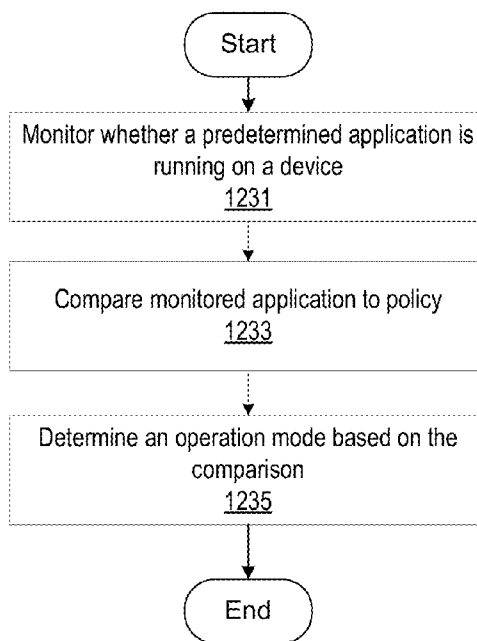 Start
Monitor whether a predetermined application is
running on a device
1231
Compare monitored application to policy
1233
Determine an operation mode based on the
comparison
1235
End